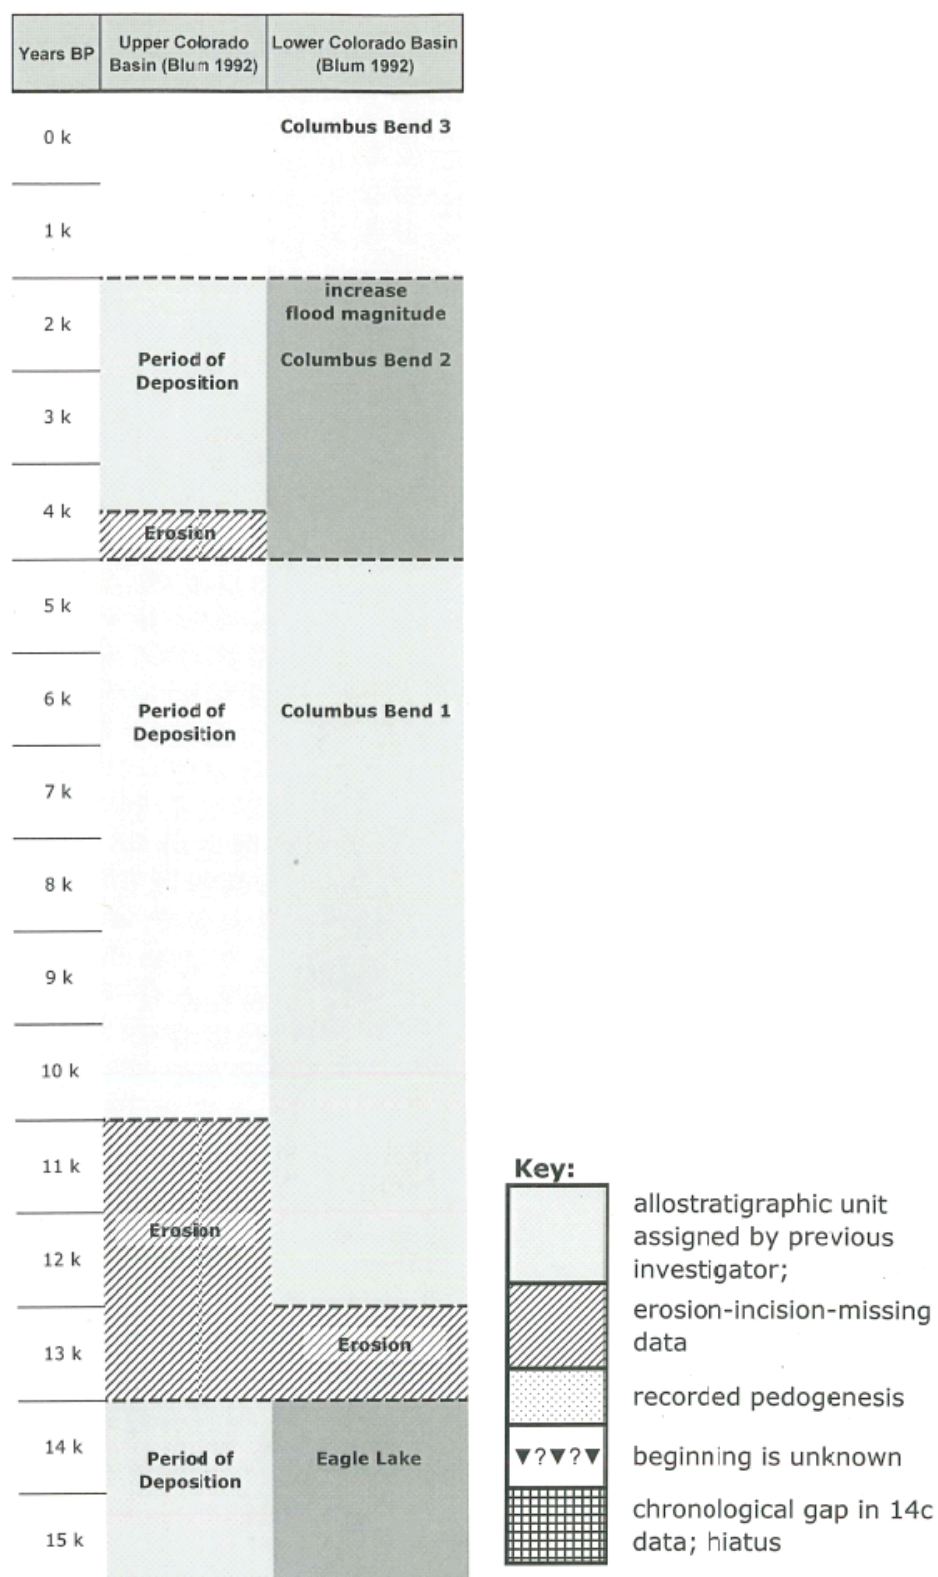 Years BP
Upper Colorado
Basin (Blum 1992)
Lower Colorado Basin
(Blum 1992)
0 k
Columbus Bend 3
1 k
increase
flood magnitude
2 k
Period of
Deposition
Columbus Bend 2
3 k
4 k
Erosion
5 k
6 k
Period of
Deposition
Columbus Bend 1
7 k
8 k
9 k
10 k
11 k
Erosion
12 k
13 k
Erosion
14 k
Period of
Deposition
Eagle Lake
15 k
Key:
allostratigraphic unit
assigned by previous
investigator;
erosion-incision-missing
data
recorded pedogenesis
▼?▼?▼
beginning is unknown
chronological gap in 14c
data; hiatus